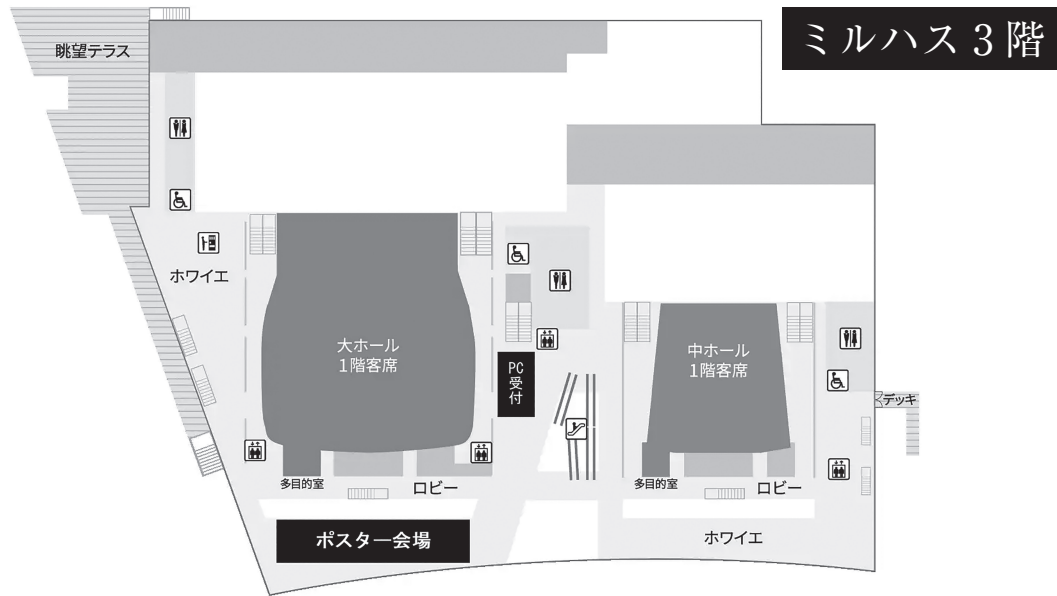 ミルハス3階
眺望テラス
ホワイエ
大ホール
1階客席
PC
受
付
中ホール
1階客席
デッキ
多目的室
ロビー
多目的室
ロビー
ポスター会場
ホワイエ